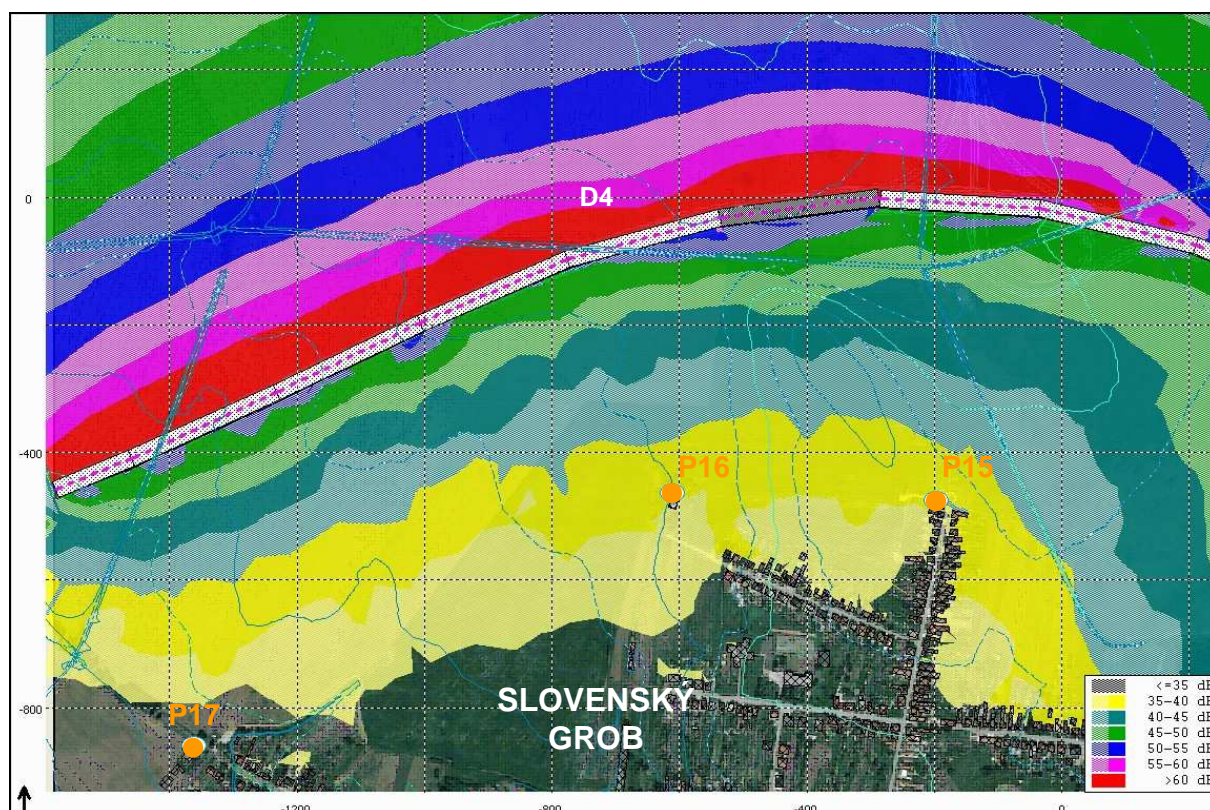 D4
0
-400
P16
P15
P17
SLOVENSKY
GROB
-800
<=35 dB
35-40 dB
40-45 dB
45-50 dB
50-55 dB
55-60 dB
>60 dB
-1200
-800
-400
0